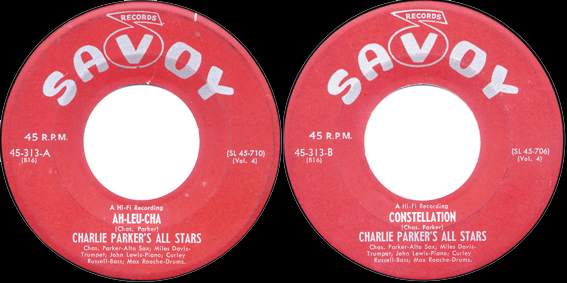 RECORDS
SAVOY
45 R.P.M.
45-313-A
(B16)
(SL 45-710)
(Vol. 4)
A Hi-Fi Recording
AH-LEU-CHA
(Chas. Parker)
CHARLIE PARKER'S ALL STARS
Chas. Parker-Alto Sax; Miles Davis-
Trumpet; John Lewis-Piano; Curley
Russell-Bass; Max Roache-Drums.
RECORDS
SAVOY
45 R.P.M.
45-313-B
(B16)
(SL 45-706)
(Vol. 4)
A Hi-Fi Recording
CONSTELLATION
(Chas. Parker)
CHARLIE PARKER'S ALL STARS
Chas. Parker-Alto Sax; Miles Davis-
Trumpet; John Lewis-Piano; Curley
Russell-Bass; Max Roache-Drums.